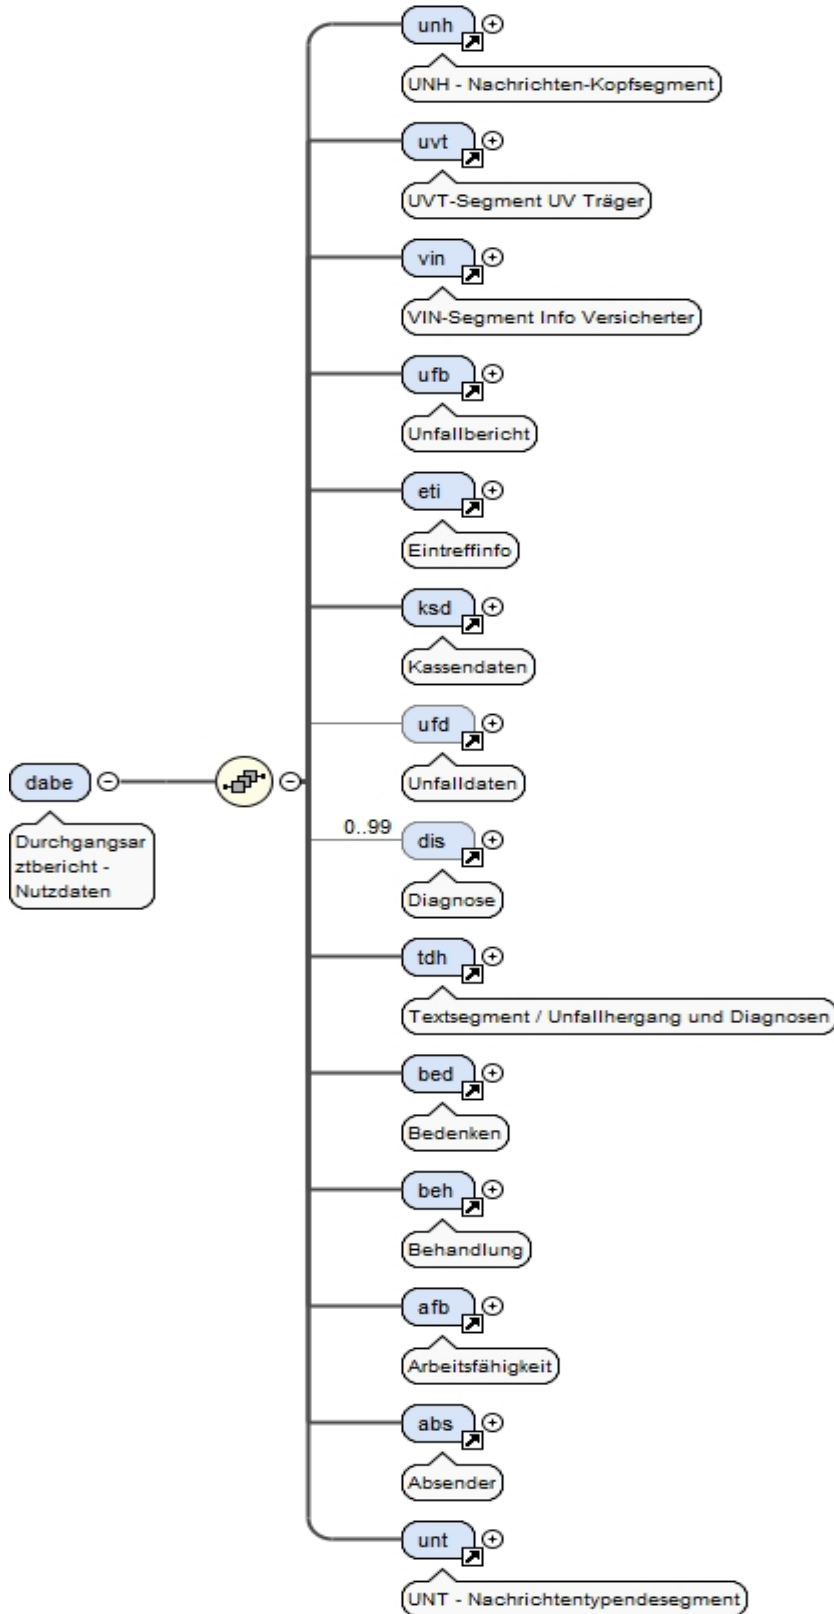 unh
UNH - Nachrichten-Kopfsegment
uvt
UVT-Segment UV Träger
vin
VIN-Segment Info Versicherter
ufb
Unfallbericht
eti
Eintreffinfo
ksd
Kassendaten
ufd
Unfalldaten
dabe
Durchgangsar
ztbericht -
Nutzdaten
0..99
dis
Diagnose
tdh
Textsegment / Unfallhergang und Diagnosen
bed
Bedenken
beh
Behandlung
afb
Arbeitsfähigkeit
abs
Absender
unt
UNT - Nachrichtentypendesegment